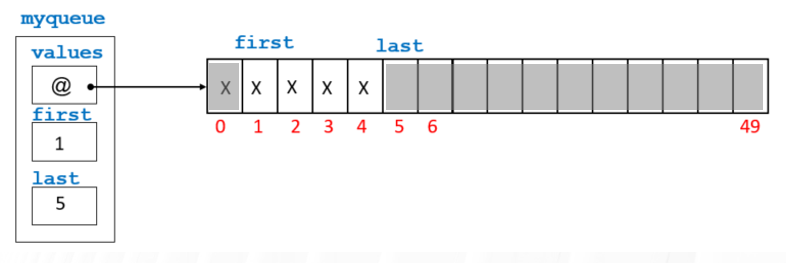 myqueue
values
@
first
1
last
5
first last
X X X X X
0 1 2 3 4 5 6 49